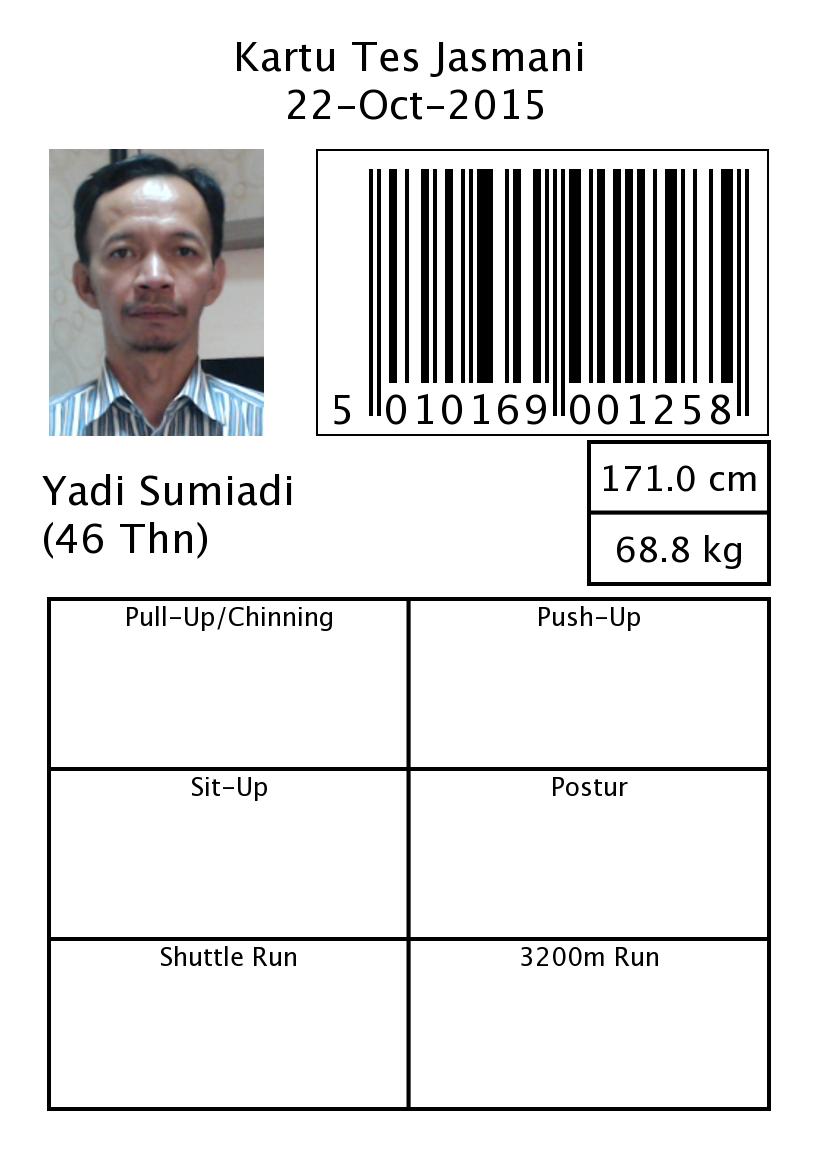 Kartu Tes Jasmani
22-Oct-2015
5 010169 001258
171.0 cm
68.8 kg
Yadi Sumiadi
(46 Thn)
Pull-Up/Chinning
Push-Up
Sit-Up
Postur
Shuttle Run
3200m Run